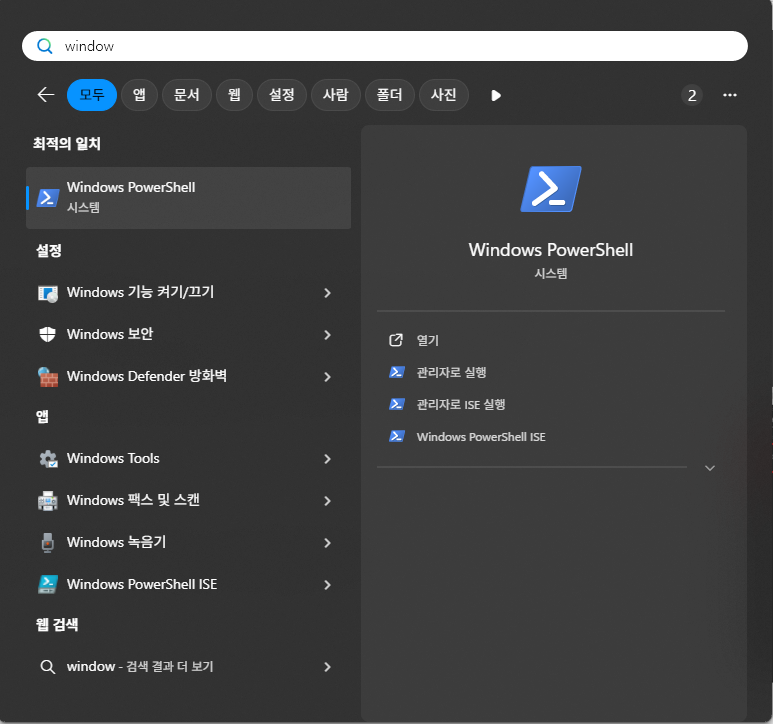 window
모두 앱 문서 웹 설정 사람 폴더 사진 2
최적의 일치
Windows PowerShell
시스템
설정
Windows 기능 켜기/끄기
Windows 보안
Windows Defender 방화벽
앱
Windows Tools
Windows 팩스 및 스캔
Windows 녹음기
Windows PowerShell ISE
웹 검색
window - 검색 결과 더 보기
Windows PowerShell
시스템
열기
관리자로 실행
관리자로 ISE 실행
Windows PowerShell ISE